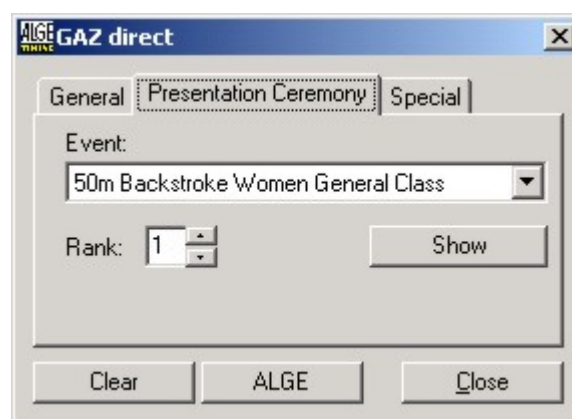 ALGE TIMING GAZ direct
General Presentation Ceremony Special
Event:
50m Backstroke Women General Class
Rank: 1 Show
Clear ALGE Close